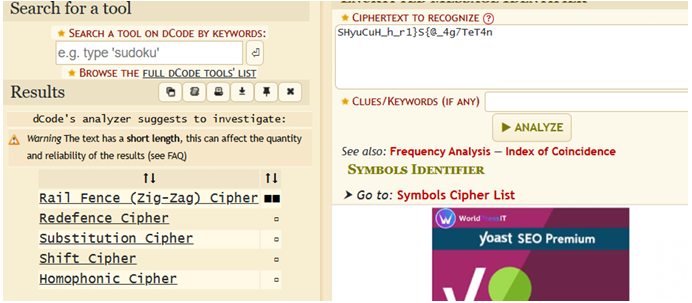 Search for a tool
★ SEARCH A TOOL ON DCODE BY KEYWORDS:
e.g. type 'sudoku'
★ BROWSE THE FULL DCODE TOOLS' LIST
Results
dCode's analyzer suggests to investigate:
Warning The text has a short length, this can affect the quantity
and reliability of the results (see FAQ)
↑↓ ↑↓
Rail Fence (Zig-Zag) Cipher ■■
Redefence Cipher ▫
Substitution Cipher ▫
Shift Cipher ▫
Homophonic Cipher ▫
★ CIPHERTEXT TO RECOGNIZE ?
SHyuCuH_h_r1}S{@_4g7TeT4n
★ CLUES/KEYWORDS (IF ANY)
▶ ANALYZE
See also: Frequency Analysis — Index of Coincidence
SYMBOLS IDENTIFIER
➤ Go to: Symbols Cipher List
WorldPressIT
yoast SEO Premium